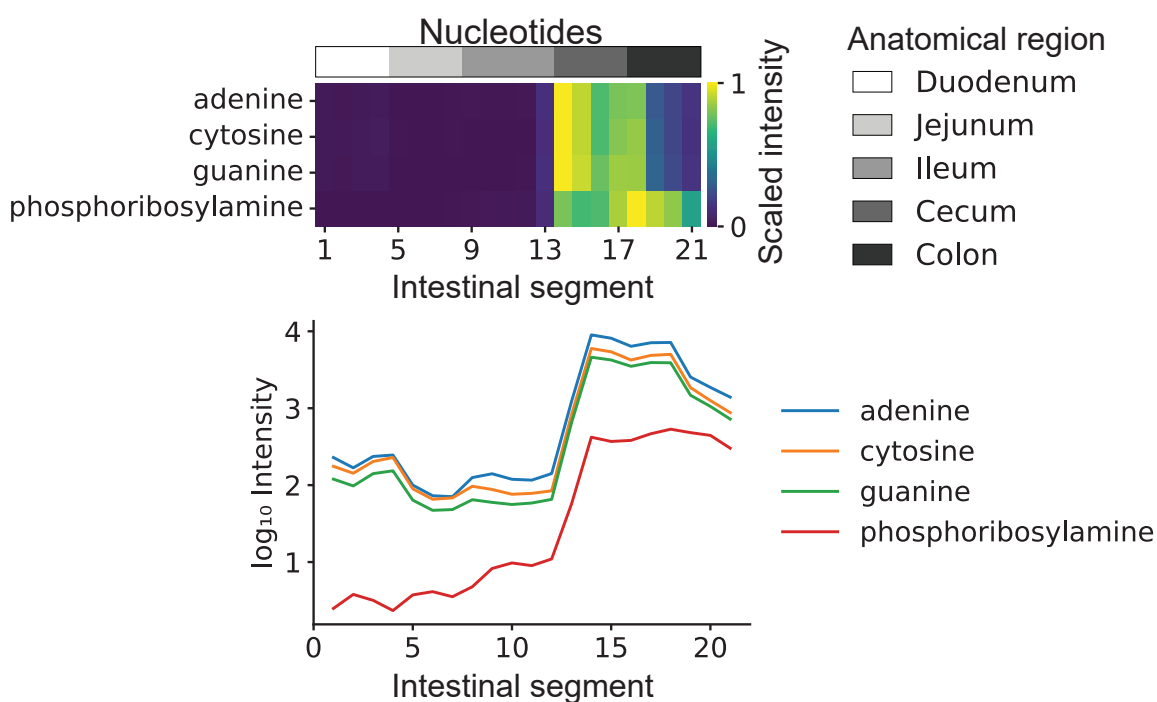 Nucleotides
adenine
cytosine
guanine
phosphoribosylamine
1 5 9 13 17 21
Intestinal segment
1
0
Scaled intensity
Anatomical region
Duodenum
Jejunum
Ileum
Cecum
Colon
4
3
2
1
log₁₀ Intensity
0 5 10 15 20
Intestinal segment
adenine
cytosine
guanine
phosphoribosylamine